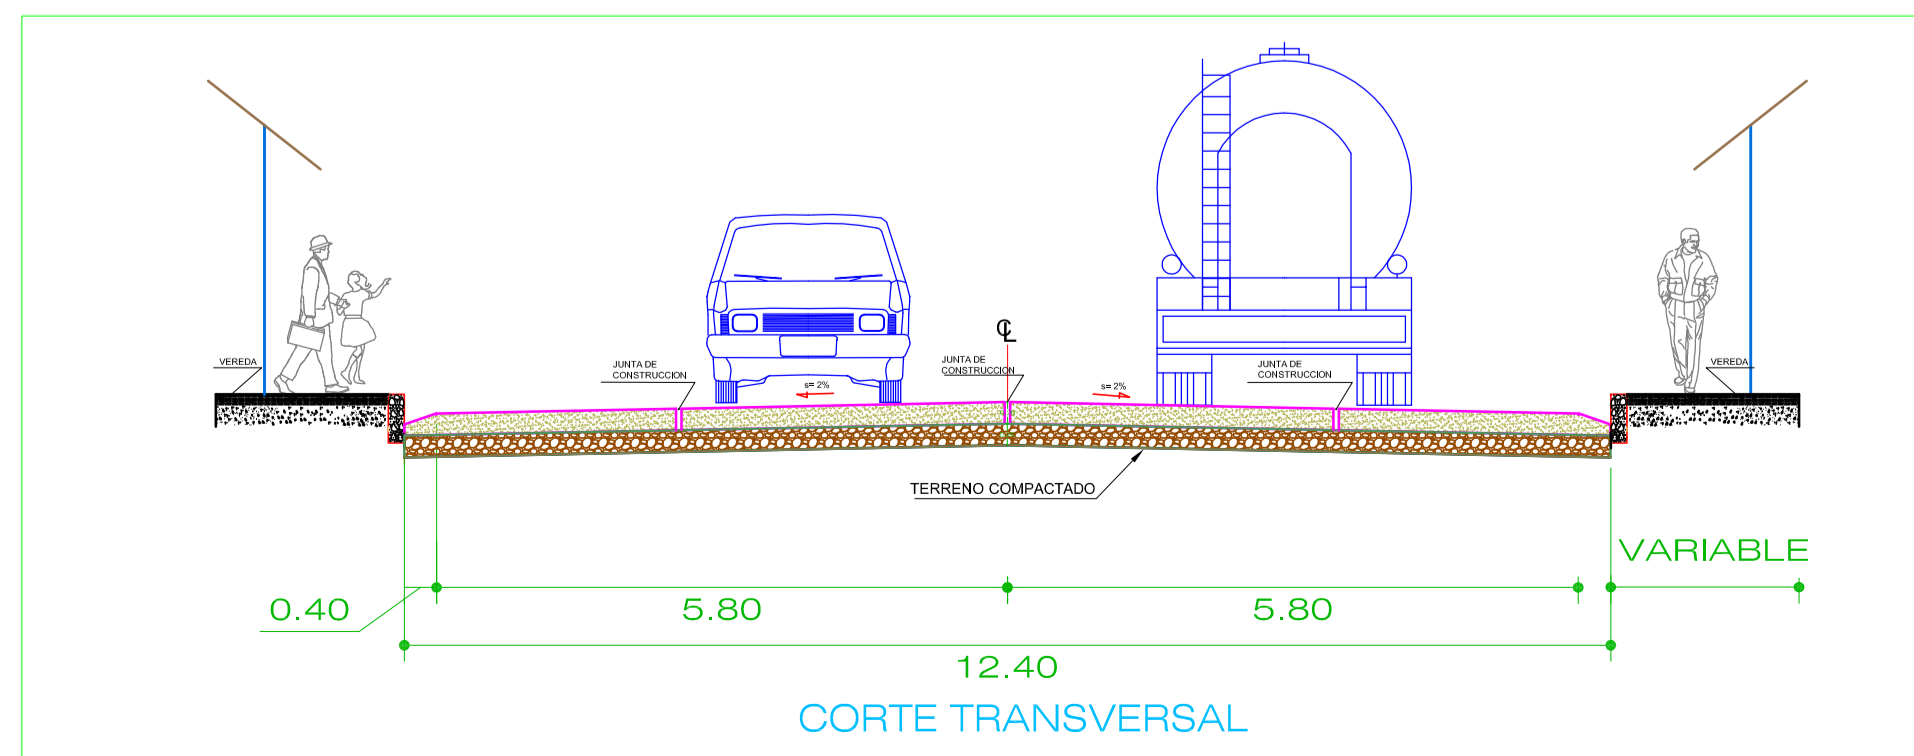 ℄
VEREDA
JUNTA DE
CONSTRUCCION
s= 2%
JUNTA DE
CONSTRUCCION
s= 2%
JUNTA DE
CONSTRUCCION
VEREDA
TERRENO COMPACTADO
VARIABLE
0.40
5.80
5.80
12.40
CORTE TRANSVERSAL